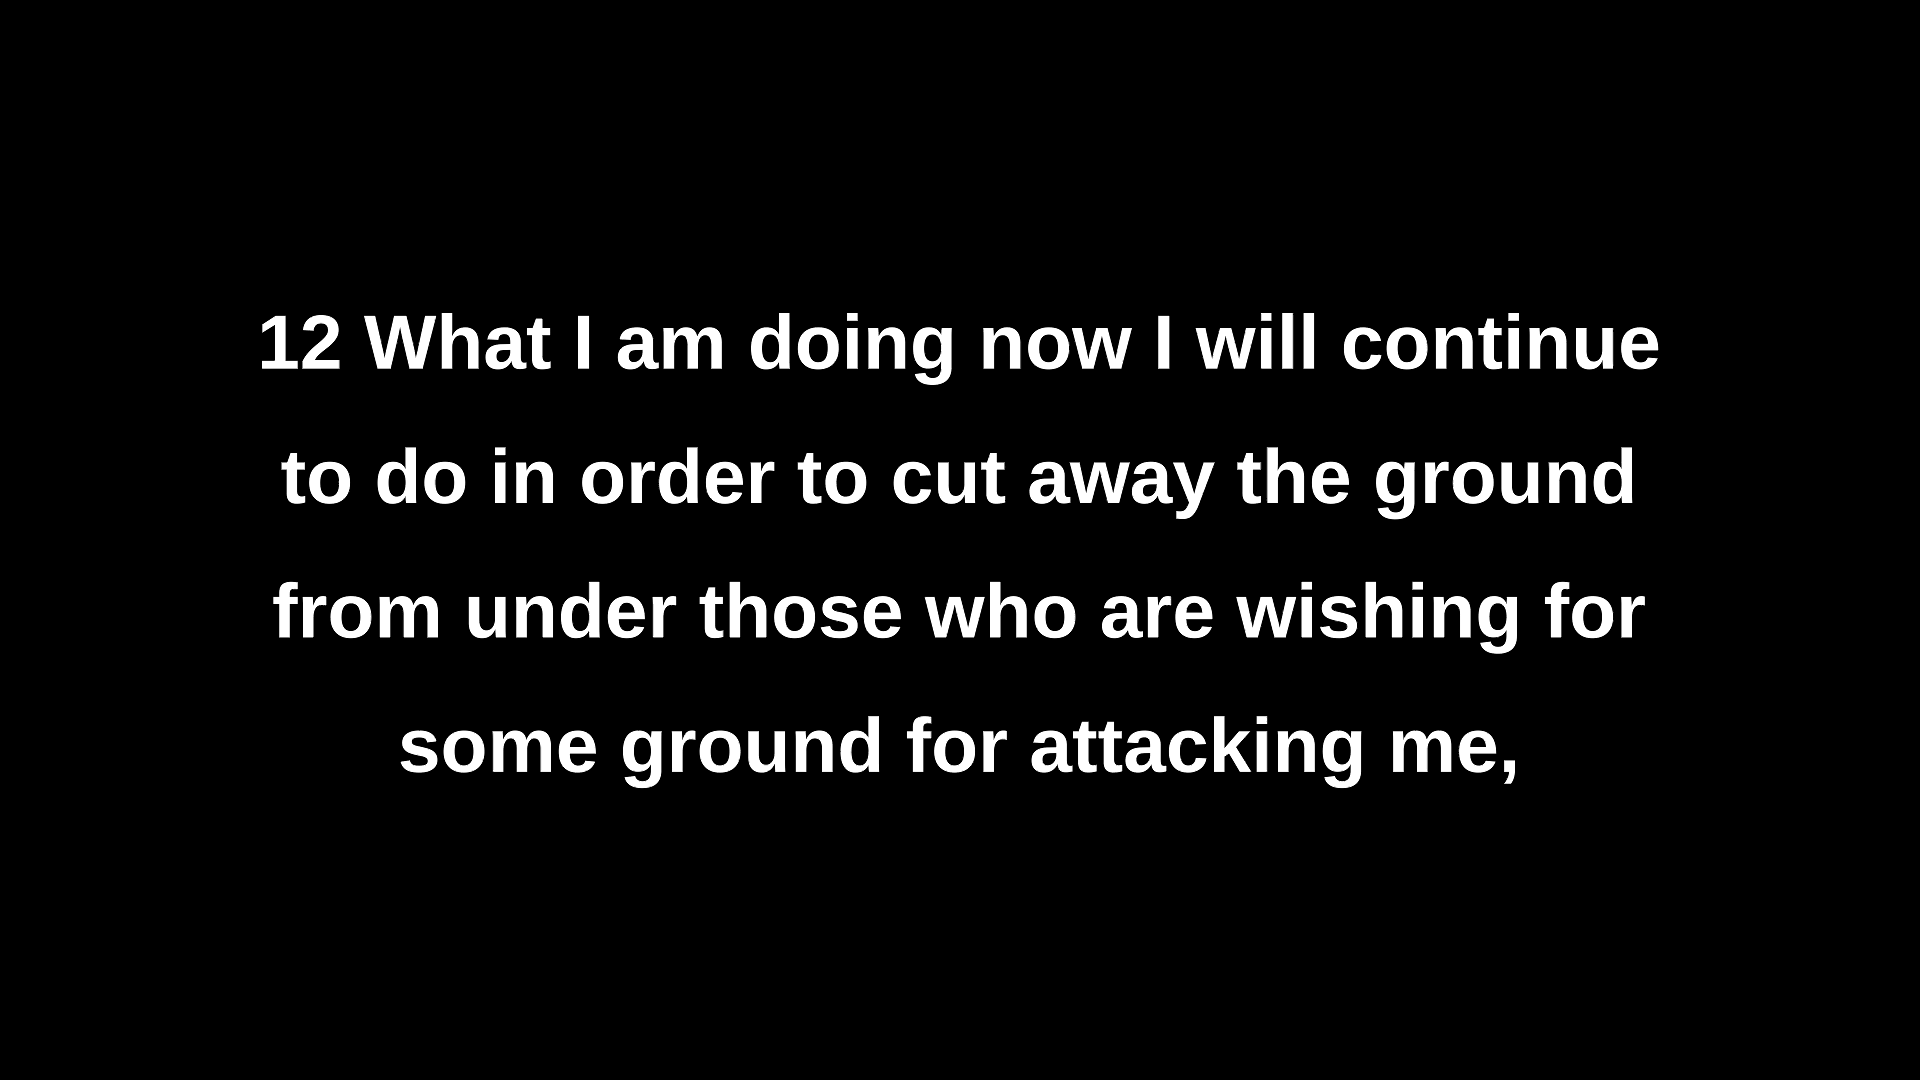 12 What I am doing now I will continue
to do in order to cut away the ground
from under those who are wishing for
some ground for attacking me,